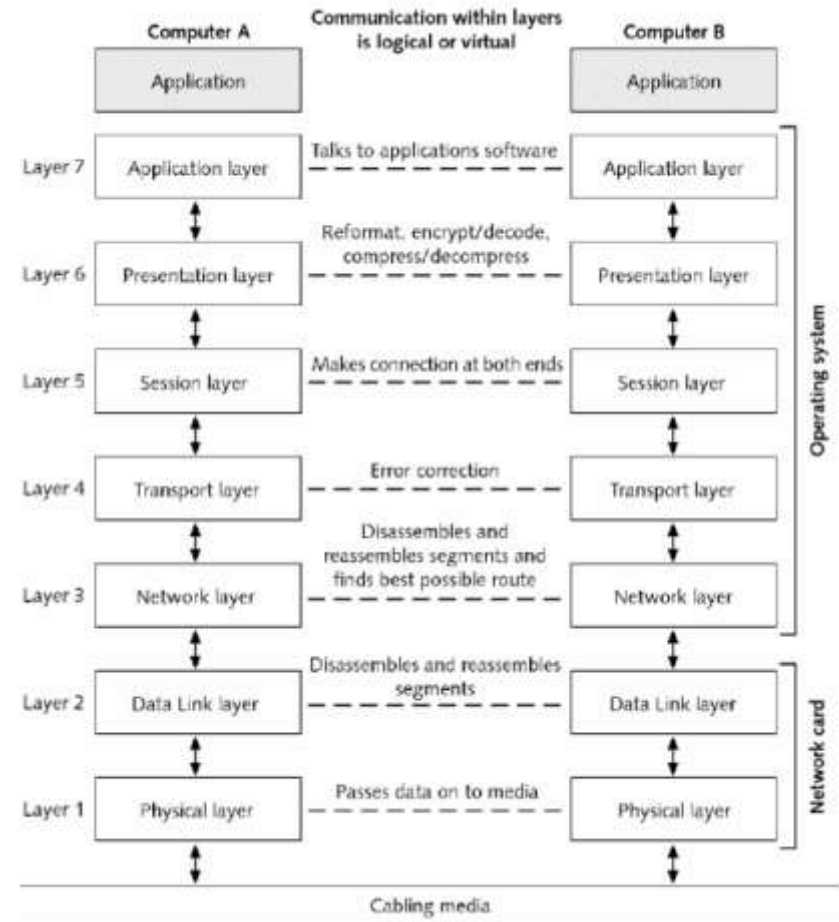 Communication within layers
is logical or virtual
Computer A
Computer B
Application
Application
Layer 7
Application layer
Talks to applications software
Application layer
Reformat, encrypt/decode,
compress/decompress
Layer 6
Presentation layer
Presentation layer
Layer 5
Session layer
Makes connection at both ends
Session layer
Layer 4
Transport layer
Error correction
Transport layer
Disassembles and
reassembles segments and
finds best possible route
Layer 3
Network layer
Network layer
Operating system
Disassembles and reassembles
segments
Layer 2
Data Link layer
Data Link layer
Layer 1
Physical layer
Passes data on to media
Physical layer
Network card
Cabling media